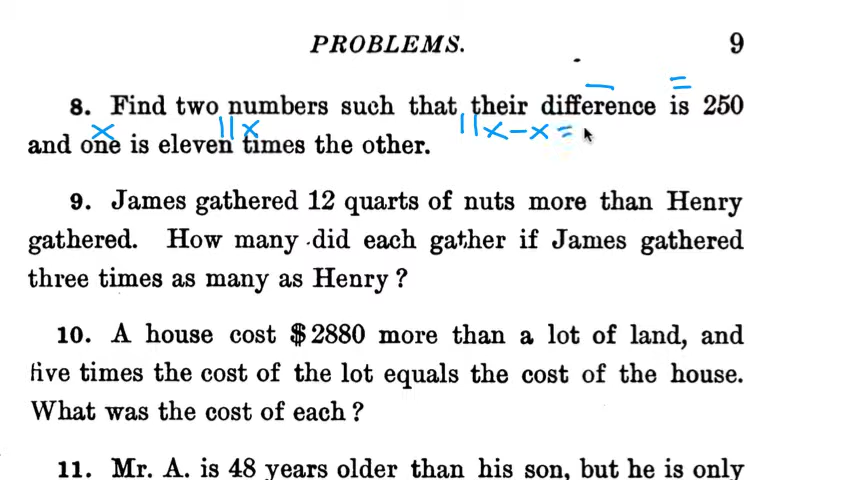 PROBLEMS. 9
— =
8. Find two numbers such that their difference is 250
x 11x 11x-x=
and one is eleven times the other.
9. James gathered 12 quarts of nuts more than Henry
gathered. How many did each gather if James gathered
three times as many as Henry?
10. A house cost $2880 more than a lot of land, and
five times the cost of the lot equals the cost of the house.
What was the cost of each?
11. Mr. A. is 48 years older than his son, but he is only